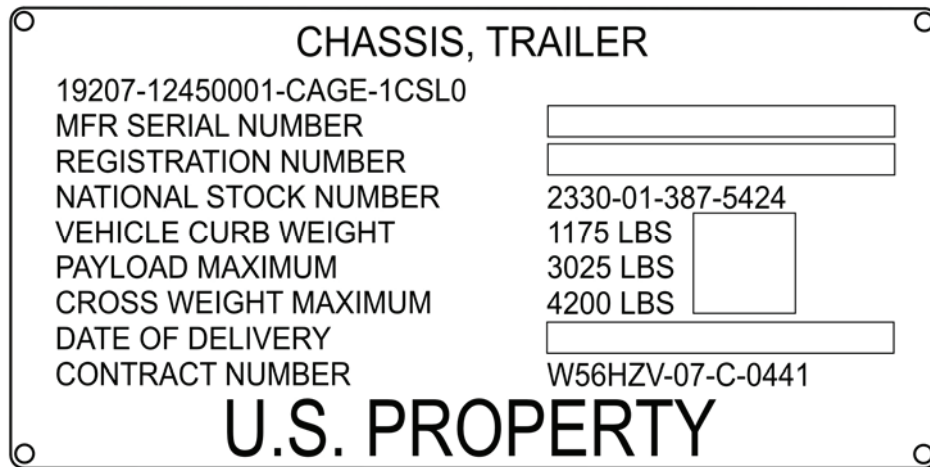 CHASSIS, TRAILER
19207-12450001-CAGE-1CSL0
MFR SERIAL NUMBER
REGISTRATION NUMBER
NATIONAL STOCK NUMBER 2330-01-387-5424
VEHICLE CURB WEIGHT 1175 LBS
PAYLOAD MAXIMUM 3025 LBS
CROSS WEIGHT MAXIMUM 4200 LBS
DATE OF DELIVERY
CONTRACT NUMBER W56HZV-07-C-0441
U.S. PROPERTY